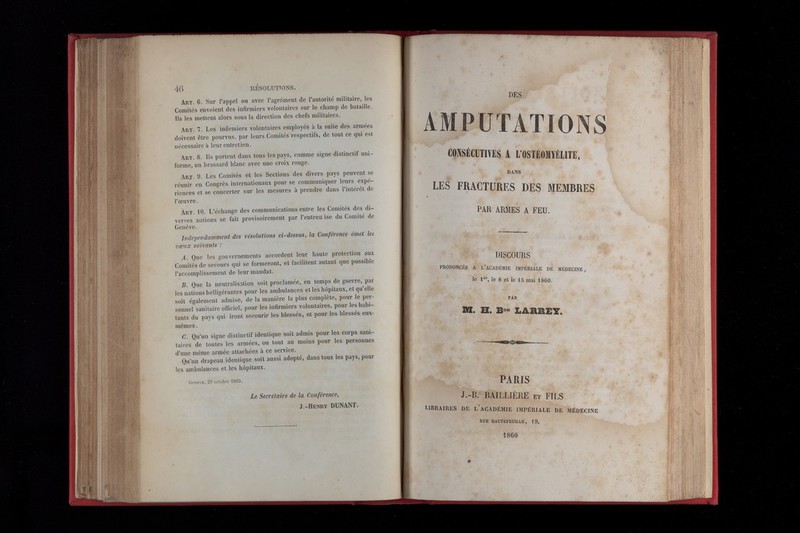 46 RÉSOLUTIONS.
ART. 6. Sur l'appel ou avec l'agrément de l'autorité militaire, les
Comités envoient des infirmiers volontaires sur le champ de bataille.
Ils les mettent alors sous la direction des chefs militaires.
ART. 7. Les infirmiers volontaires employés à la suite des armées
doivent être pourvus, par leurs Comités respectifs, de tout ce qui est
nécessaire à leur entretien.
ART. 8. Ils portent dans tous les pays, comme signe distinctif uni-
forme, un brassard blanc avec une croix rouge.
ART. 9. Les Comités et les Sections des divers pays peuvent se
réunir en Congrès internationaux pour se communiquer leurs expé-
riences et se concerter sur les mesures à prendre dans l'intérêt de
l'œuvre.
ART. 10. L'échange des communications entre les Comités des di-
verses nations se fait provisoirement par l'entremise du Comité de
Genève.
Indépendamment des résolutions ci-dessus, la Conférence émet les
vœux suivants :
A. Que les gouvernements accordent leur haute protection aux
Comités de secours qui se formeront, et facilitent autant que possible
l'accomplissement de leur mandat.
B. Que la neutralisation soit proclamée, en temps de guerre, par
les nations belligérantes pour les ambulances et les hôpitaux, et qu'elle
soit également admise, de la manière la plus complète, pour le per-
sonnel sanitaire officiel, pour les infirmiers volontaires, pour les habi-
tants du pays qui iront secourir les blessés, et pour les blessés eux-
mêmes.
C. Qu'un signe distinctif identique soit admis pour les corps sani-
taires de toutes les armées, ou tout au moins pour les personnes
d'une même armée attachées à ce service.
Qu'un drapeau identique soit aussi adopté, dans tous les pays, pour
les ambulances et les hôpitaux.
Genève, 29 octobre 1863.
Le Secrétaire de la Conférence,
J.-HENRY DUNANT.
DES
AMPUTATIONS
CONSÉCUTIVES A L'OSTÉOMYÉLITE,
DANS
LES FRACTURES DES MEMBRES
PAR ARMES A FEU.
DISCOURS
PRONONCÉS A L'ACADÉMIE IMPÉRIALE DE MÉDECINE,
le 1er, le 8 et le 15 mai 1860.
PAR
M. H. Bon LARREY.
PARIS
J.-B. BAILLIÈRE ET FILS
LIBRAIRES DE L'ACADÉMIE IMPÉRIALE DE MÉDECINE
RUE HAUTEFEUILLE, 19.
1860